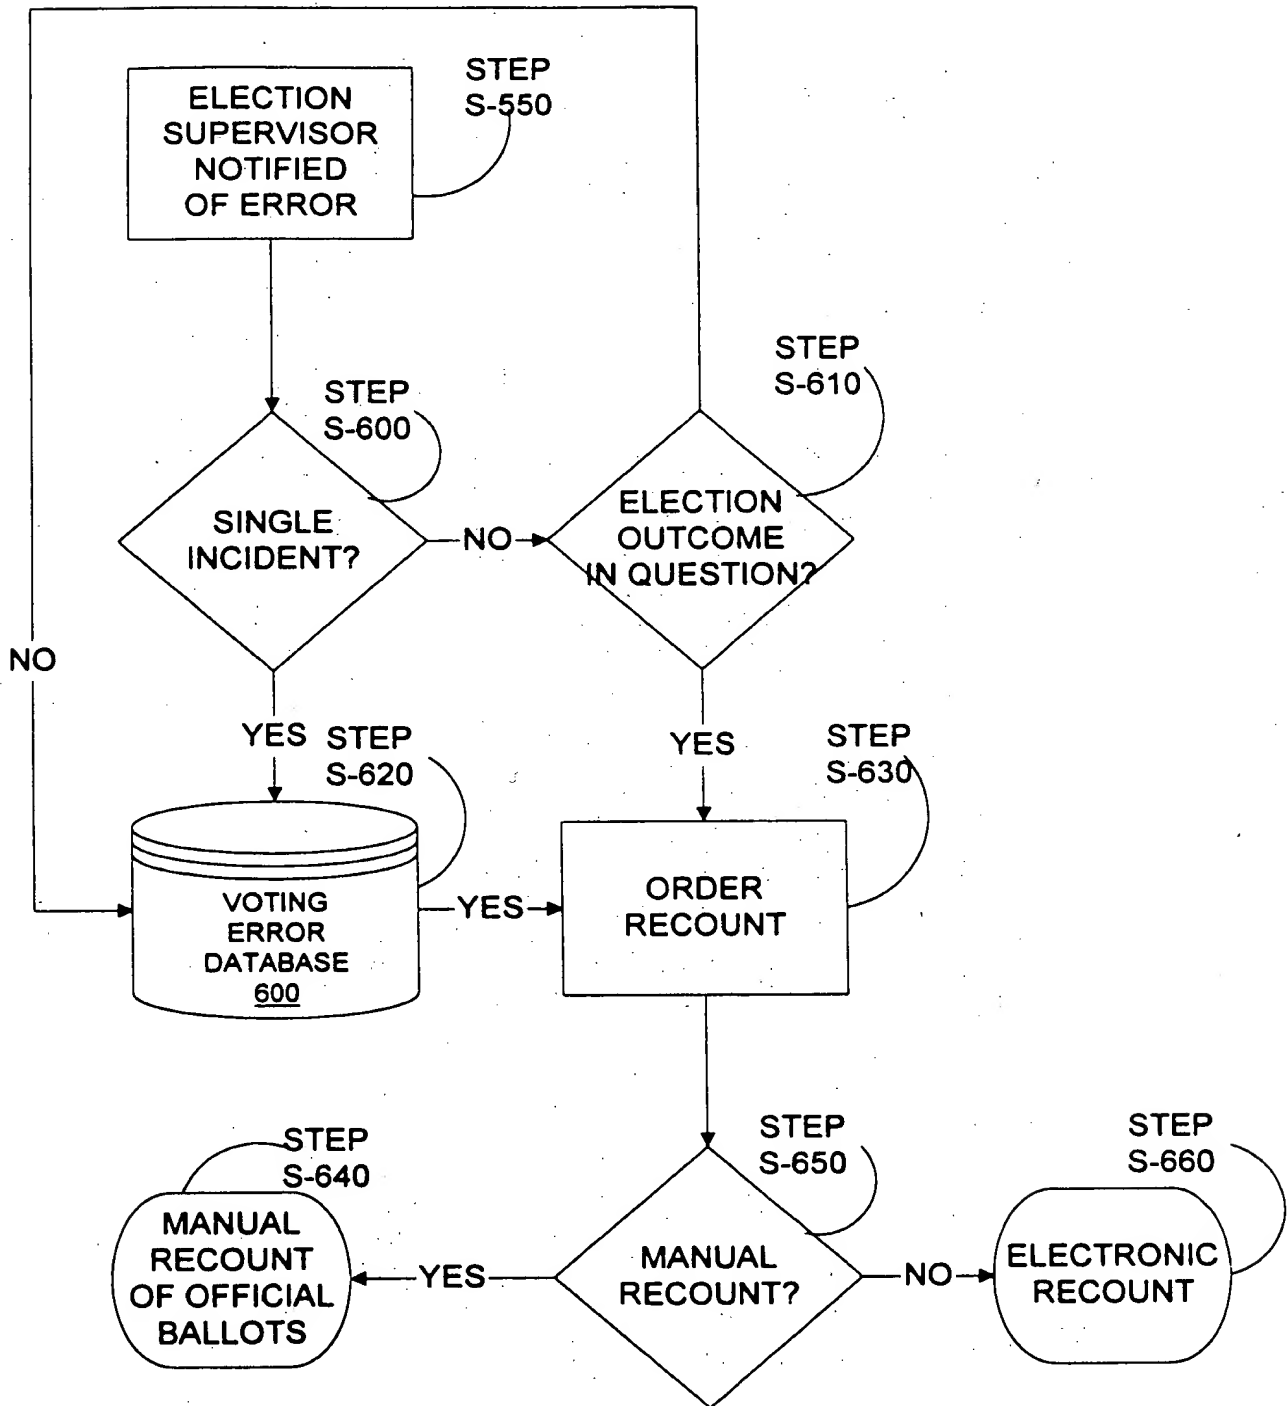 STEP
S-550
ELECTION
SUPERVISOR
NOTIFIED
OF ERROR
STEP
S-610
STEP
S-600
SINGLE
INCIDENT?
NO
ELECTION
OUTCOME
IN QUESTION?
NO
YES
STEP
S-620
YES
STEP
S-630
VOTING
ERROR
DATABASE
600
YES
ORDER
RECOUNT
STEP
S-640
STEP
S-650
STEP
S-660
MANUAL
RECOUNT
OF OFFICIAL
BALLOTS
YES
MANUAL
RECOUNT?
NO
ELECTRONIC
RECOUNT